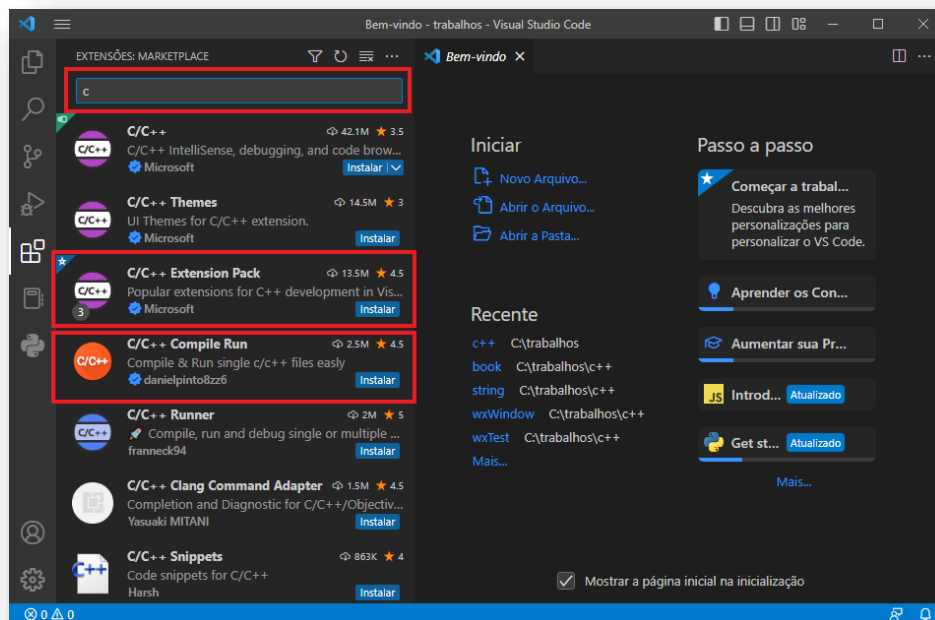 Bem-vindo - trabalhos - Visual Studio Code
EXTENSÕES: MARKETPLACE
c
C/C++
C/C++
42.1M ★ 3.5
C/C++ IntelliSense, debugging, and code brow...
Microsoft
Instalar
C/C++
C/C++ Themes
14.5M ★ 3
UI Themes for C/C++ extension.
Microsoft
Instalar
C/C++
3
C/C++ Extension Pack
13.5M ★ 4.5
Popular extensions for C++ development in Vis...
Microsoft
Instalar
C/C++
C/C++ Compile Run
2.5M ★ 4.5
Compile & Run single c/c++ files easily
danielpinto8zz6
Instalar
C/C++
C/C++ Runner
2M ★ 5
🚀 Compile, run and debug single or multiple ...
franneck94
Instalar
C/C++ Clang Command Adapter
1.5M ★ 4.5
Completion and Diagnostic for C/C++/Objectiv...
Yasuaki MITANI
Instalar
C++
C/C++ Snippets
863K ★ 4
Code snippets for C/C++
Harsh
Instalar
0 0
Bem-vindo
Iniciar
Novo Arquivo...
Abrir o Arquivo...
Abrir a Pasta...
Recente
c++ C:\trabalhos
book C:\trabalhos\c++
string C:\trabalhos\c++
wxWindow C:\trabalhos\c++
wxTest C:\trabalhos\c++
Mais...
Passo a passo
Começar a trabal...
Descubra as melhores
personalizações para
personalizar o VS Code.
Aprender os Con...
Aumentar sua Pr...
JS
Introd... Atualizado
Get st... Atualizado
Mais...
Mostrar a página inicial na inicialização